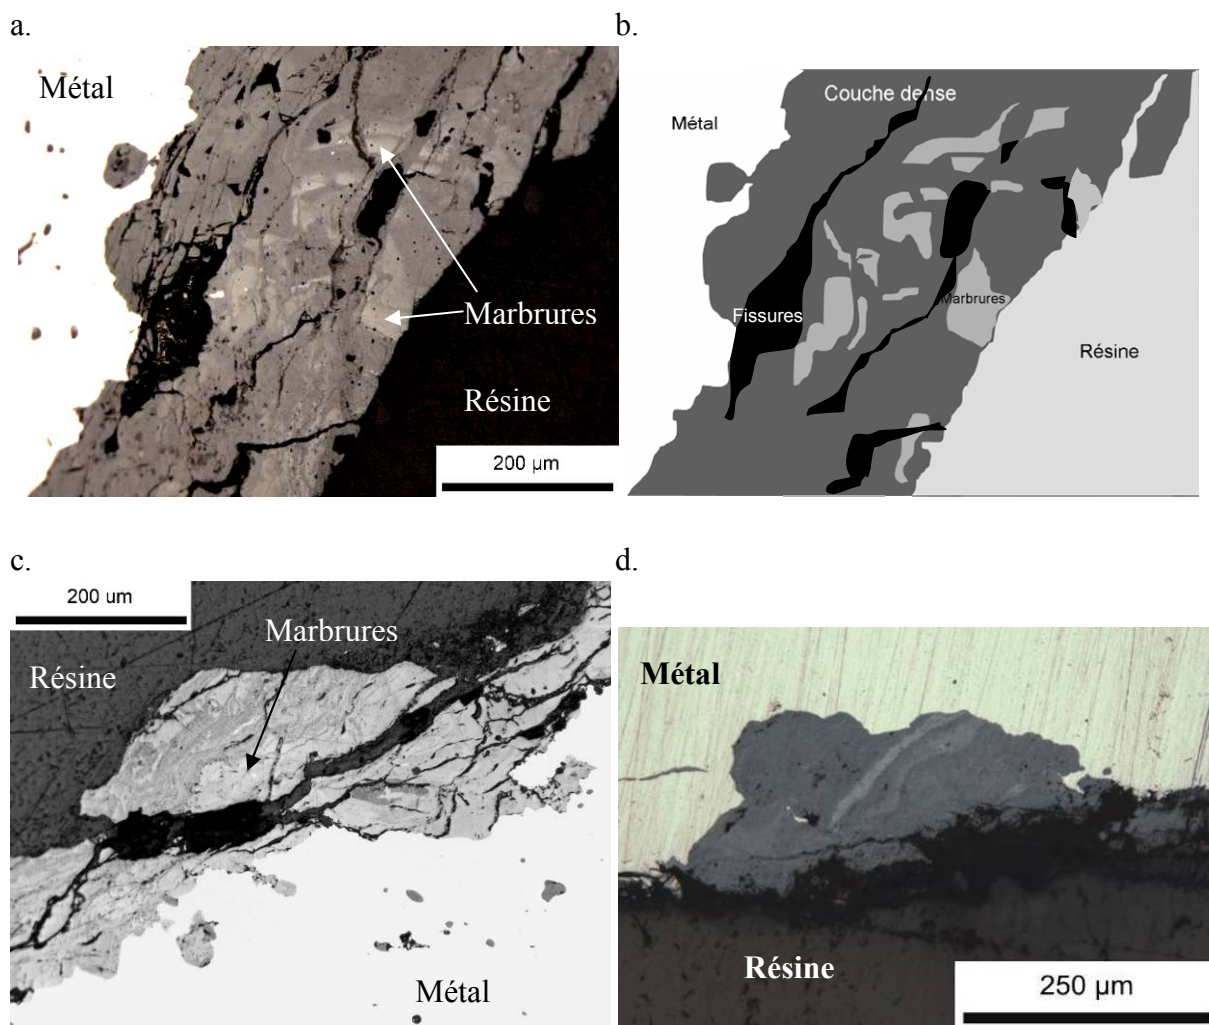 a.
Métal
Marbrures
Résine
200 µm
b.
Couche dense
Métal
Fissures
Marbrures
Résine
c.
200 um
Marbrures
Résine
Métal
d.
Métal
Résine
250 µm